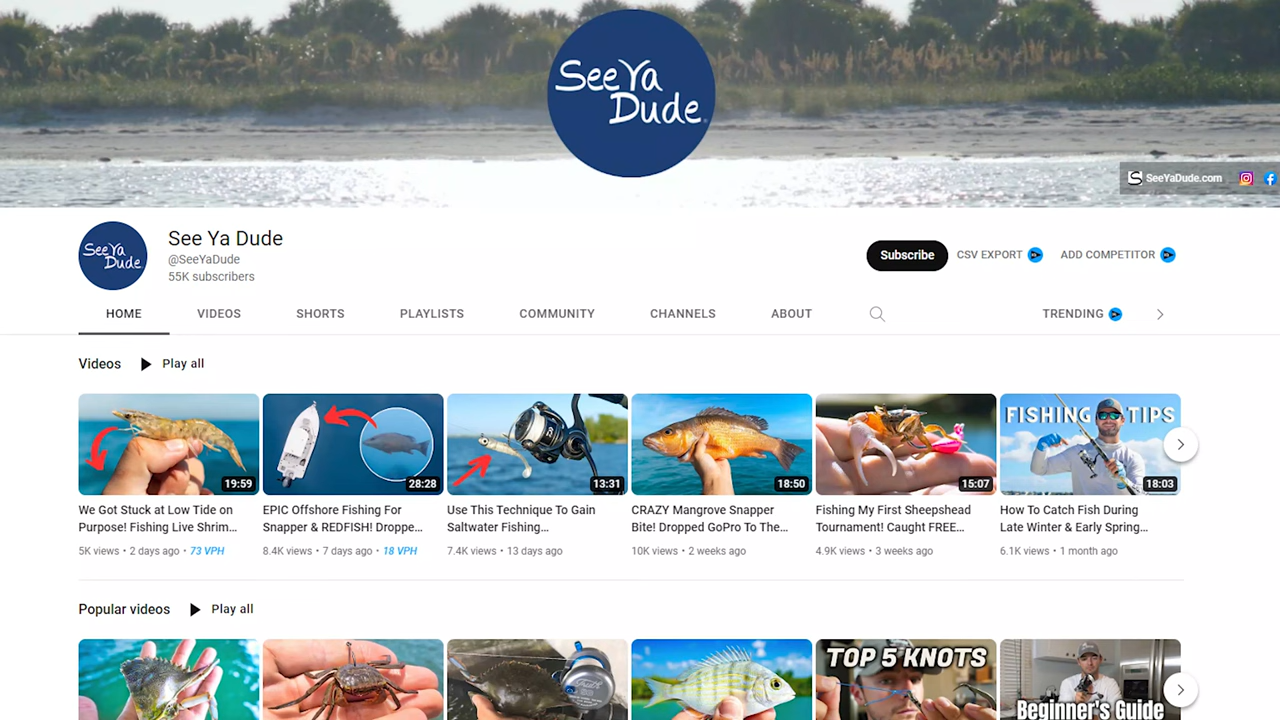 See Ya
Dude
SeeYaDude.com
See Ya
Dude
See Ya Dude
@SeeYaDude
55K subscribers
Subscribe
CSV EXPORT
ADD COMPETITOR
HOME
VIDEOS
SHORTS
PLAYLISTS
COMMUNITY
CHANNELS
ABOUT
TRENDING
Videos
Play all
FISHING TIPS
19:59
28:28
13:31
18:50
15:07
18:03
We Got Stuck at Low Tide on
Purpose! Fishing Live Shrim...
5K views • 2 days ago • 73 VPH
EPIC Offshore Fishing For
Snapper & REDFISH! Droppe...
8.4K views • 7 days ago • 18 VPH
Use This Technique To Gain
Saltwater Fishing...
7.4K views • 13 days ago
CRAZY Mangrove Snapper
Bite! Dropped GoPro To The...
10K views • 2 weeks ago
Fishing My First Sheepshead
Tournament! Caught FREE...
4.9K views • 3 weeks ago
How To Catch Fish During
Late Winter & Early Spring...
6.1K views • 1 month ago
Popular videos
Play all
TOP 5 KNOTS
Beginner's Guide